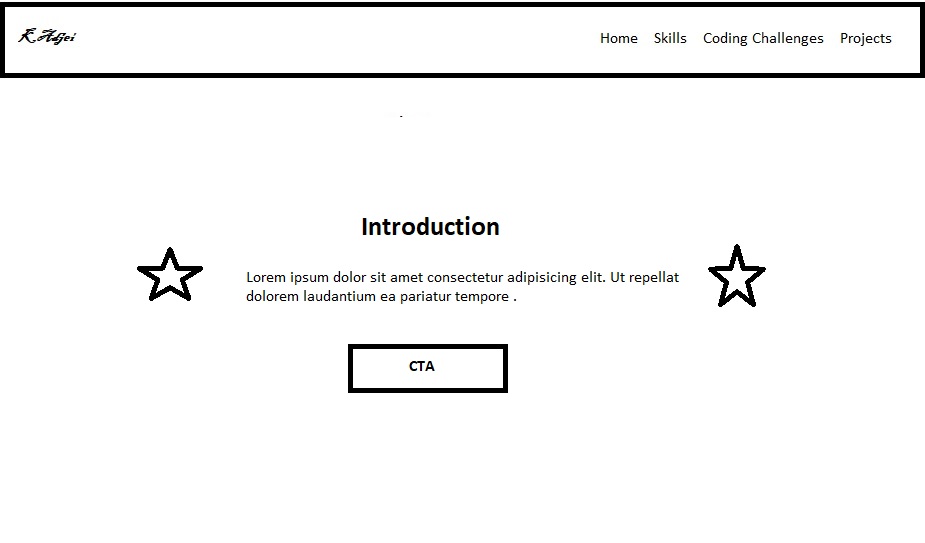 K.Adjei
Home Skills Coding Challenges Projects
Introduction
Lorem ipsum dolor sit amet consectetur adipisicing elit. Ut repellat
dolorem laudantium ea pariatur tempore .
CTA